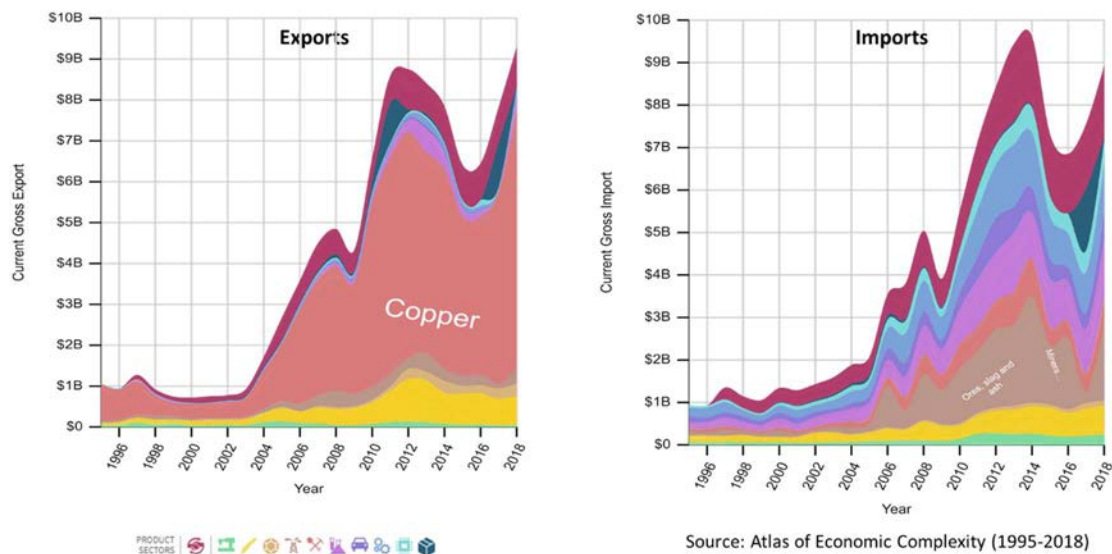 Exports
Current Gross Export
$10B
$9B
$8B
$7B
$6B
$5B
$4B
$3B
$2B
$1B
$0
Copper
1996
1998
2000
2002
2004
2006
2008
2010
2012
2014
2016
2018
Year
Imports
Current Gross Import
$10B
$9B
$8B
$7B
$6B
$5B
$4B
$3B
$2B
$1B
$0
Ores, slag and
ash
Miners...
1996
1998
2000
2002
2004
2006
2008
2010
2012
2014
2016
2018
Year
PRODUCT
SECTORS
Source: Atlas of Economic Complexity (1995-2018)